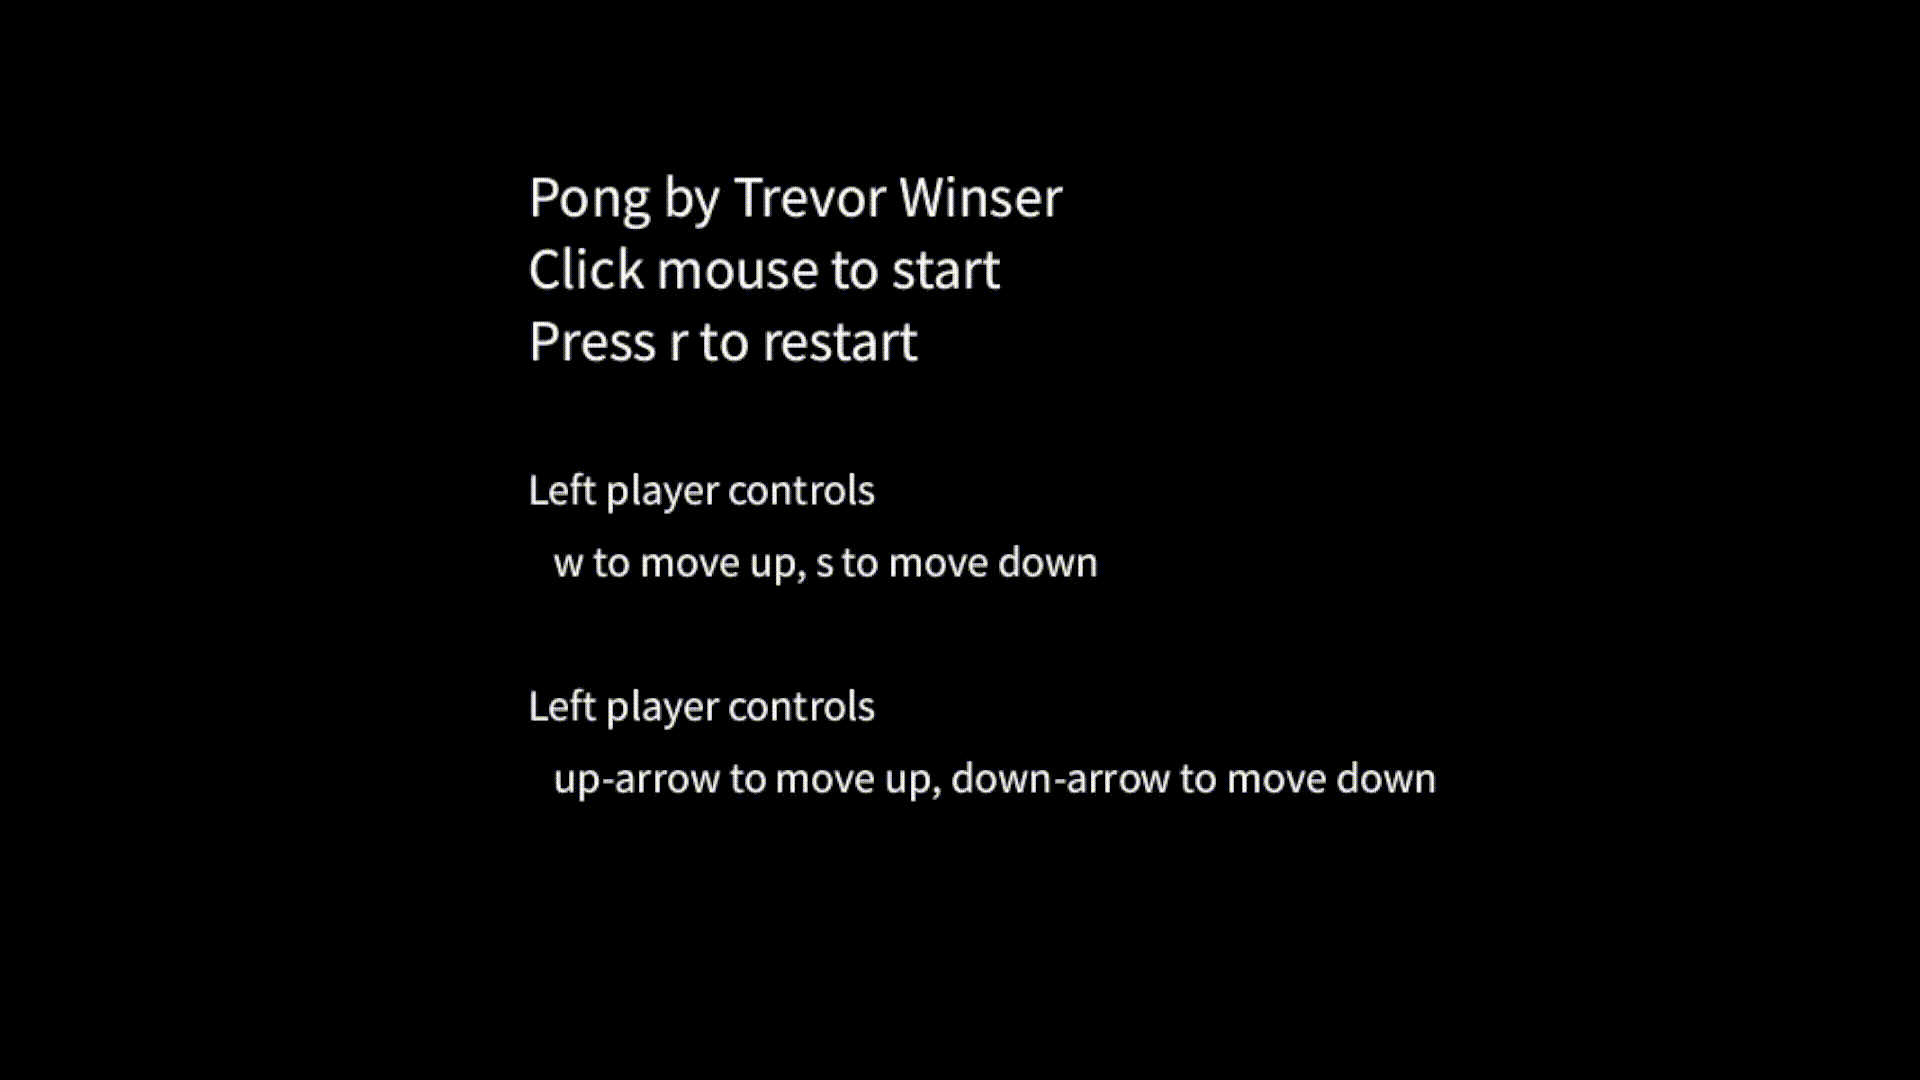 Pong by Trevor Winser
Click mouse to start
Press r to restart
Left player controls
w to move up, s to move down
Left player controls
up-arrow to move up, down-arrow to move down